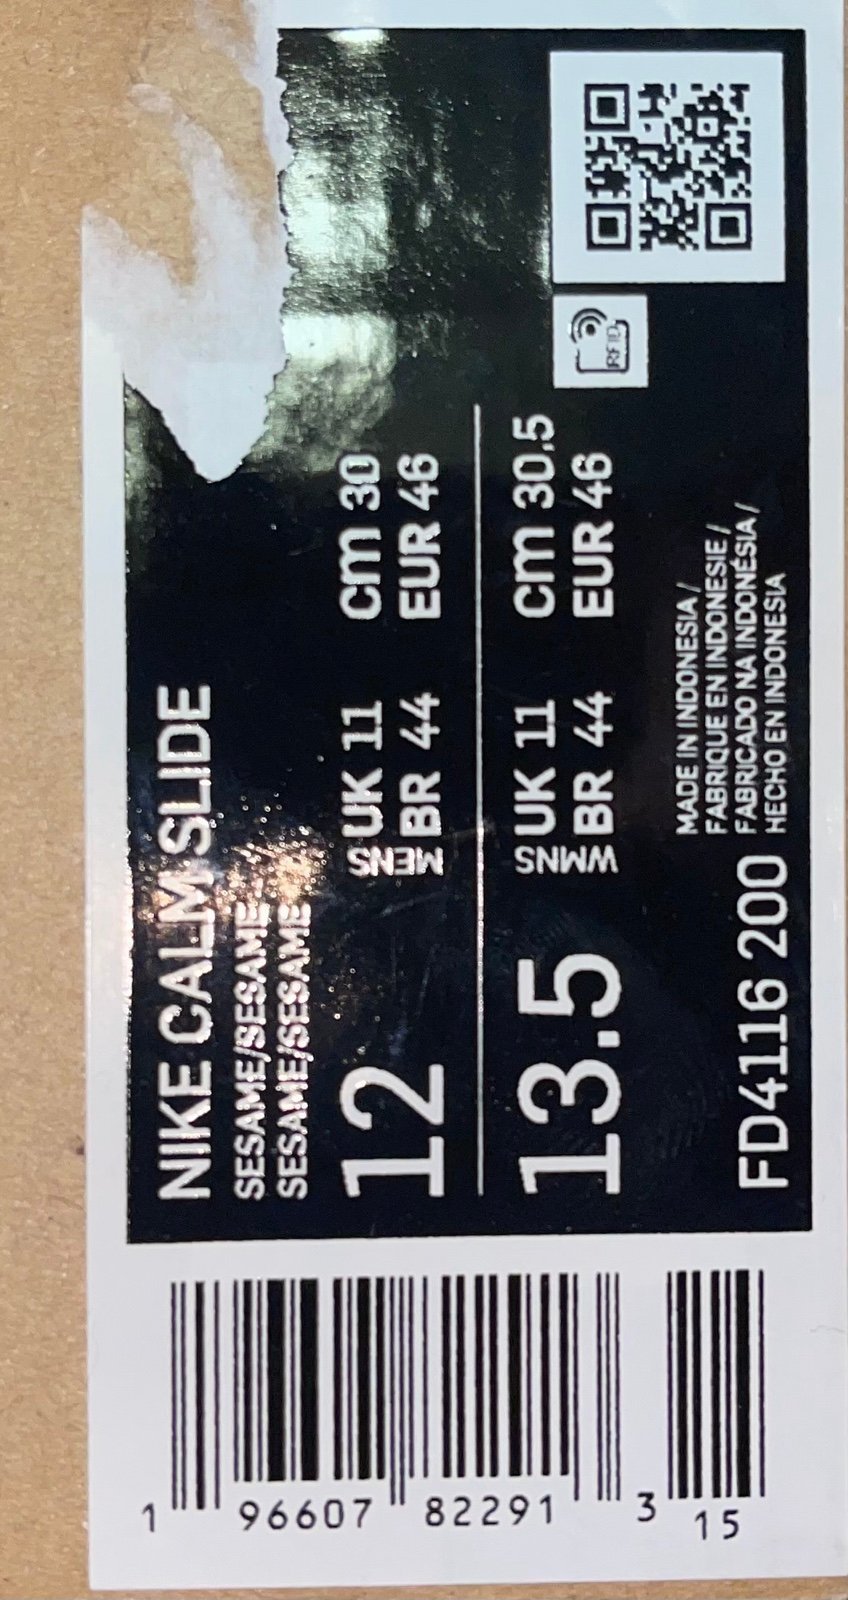 NIKE CALM SLIDE
SESAME/SESAME
SESAME/SESAME
12 MENS UK 11 cm 30
BR 44 EUR 46
13.5 WMNS UK 11 cm 30.5
BR 44 EUR 46
RFID
FD4116 200
MADE IN INDONESIA /
FABRIQUE EN INDONESIE /
FABRICADO NA INDONÉSIA /
HECHO EN INDONESIA
1 96607 82291 3 15